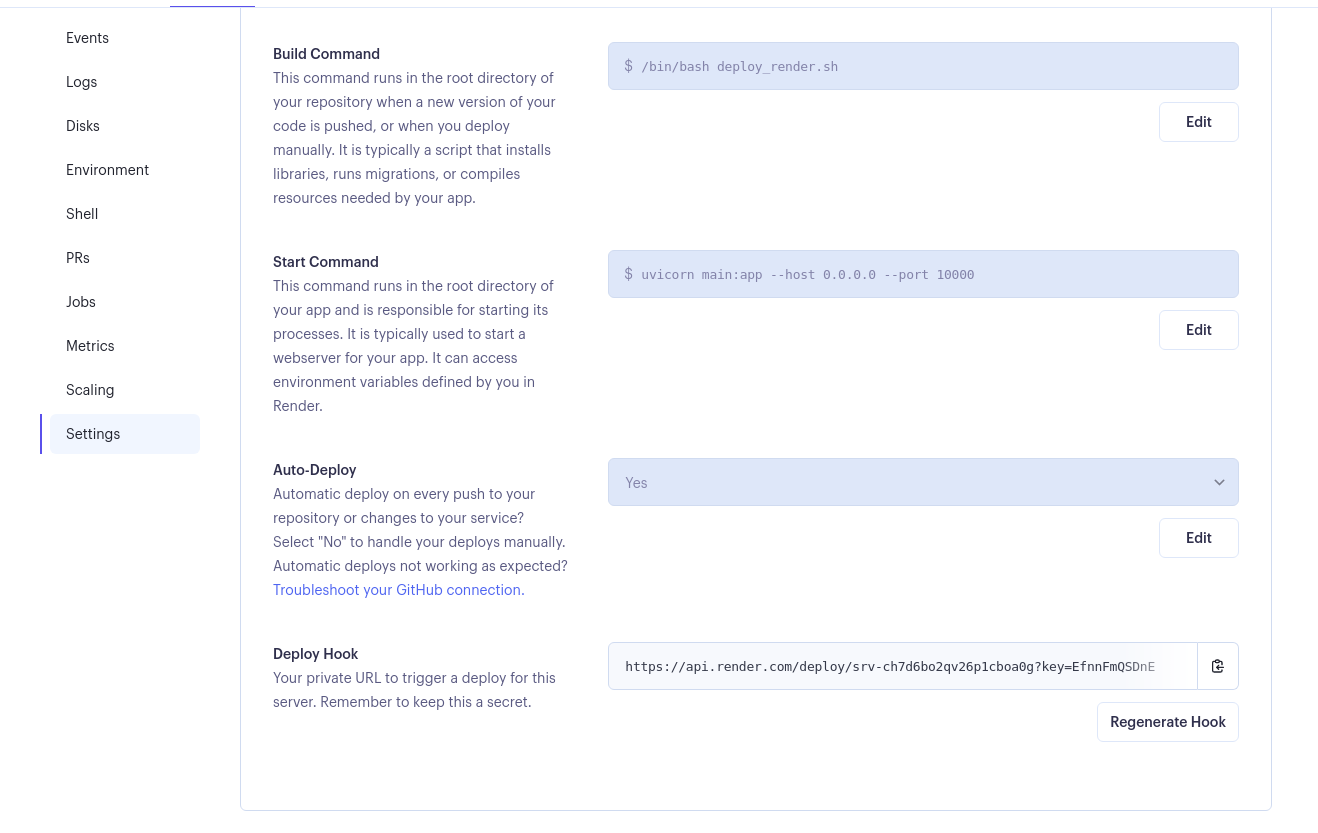 Events
Logs
Disks
Environment
Shell
PRs
Jobs
Metrics
Scaling
Settings
Build Command
This command runs in the root directory of
your repository when a new version of your
code is pushed, or when you deploy
manually. It is typically a script that installs
libraries, runs migrations, or compiles
resources needed by your app.
$ /bin/bash deploy_render.sh
Edit
Start Command
This command runs in the root directory of
your app and is responsible for starting its
processes. It is typically used to start a
webserver for your app. It can access
environment variables defined by you in
Render.
$ uvicorn main:app --host 0.0.0.0 --port 10000
Edit
Auto-Deploy
Automatic deploy on every push to your
repository or changes to your service?
Select "No" to handle your deploys manually.
Automatic deploys not working as expected?
Troubleshoot your GitHub connection.
Yes
Edit
Deploy Hook
Your private URL to trigger a deploy for this
server. Remember to keep this a secret.
https://api.render.com/deploy/srv-ch7d6bo2qv26p1cboa0g?key=EfnnFmQSDnE
Regenerate Hook